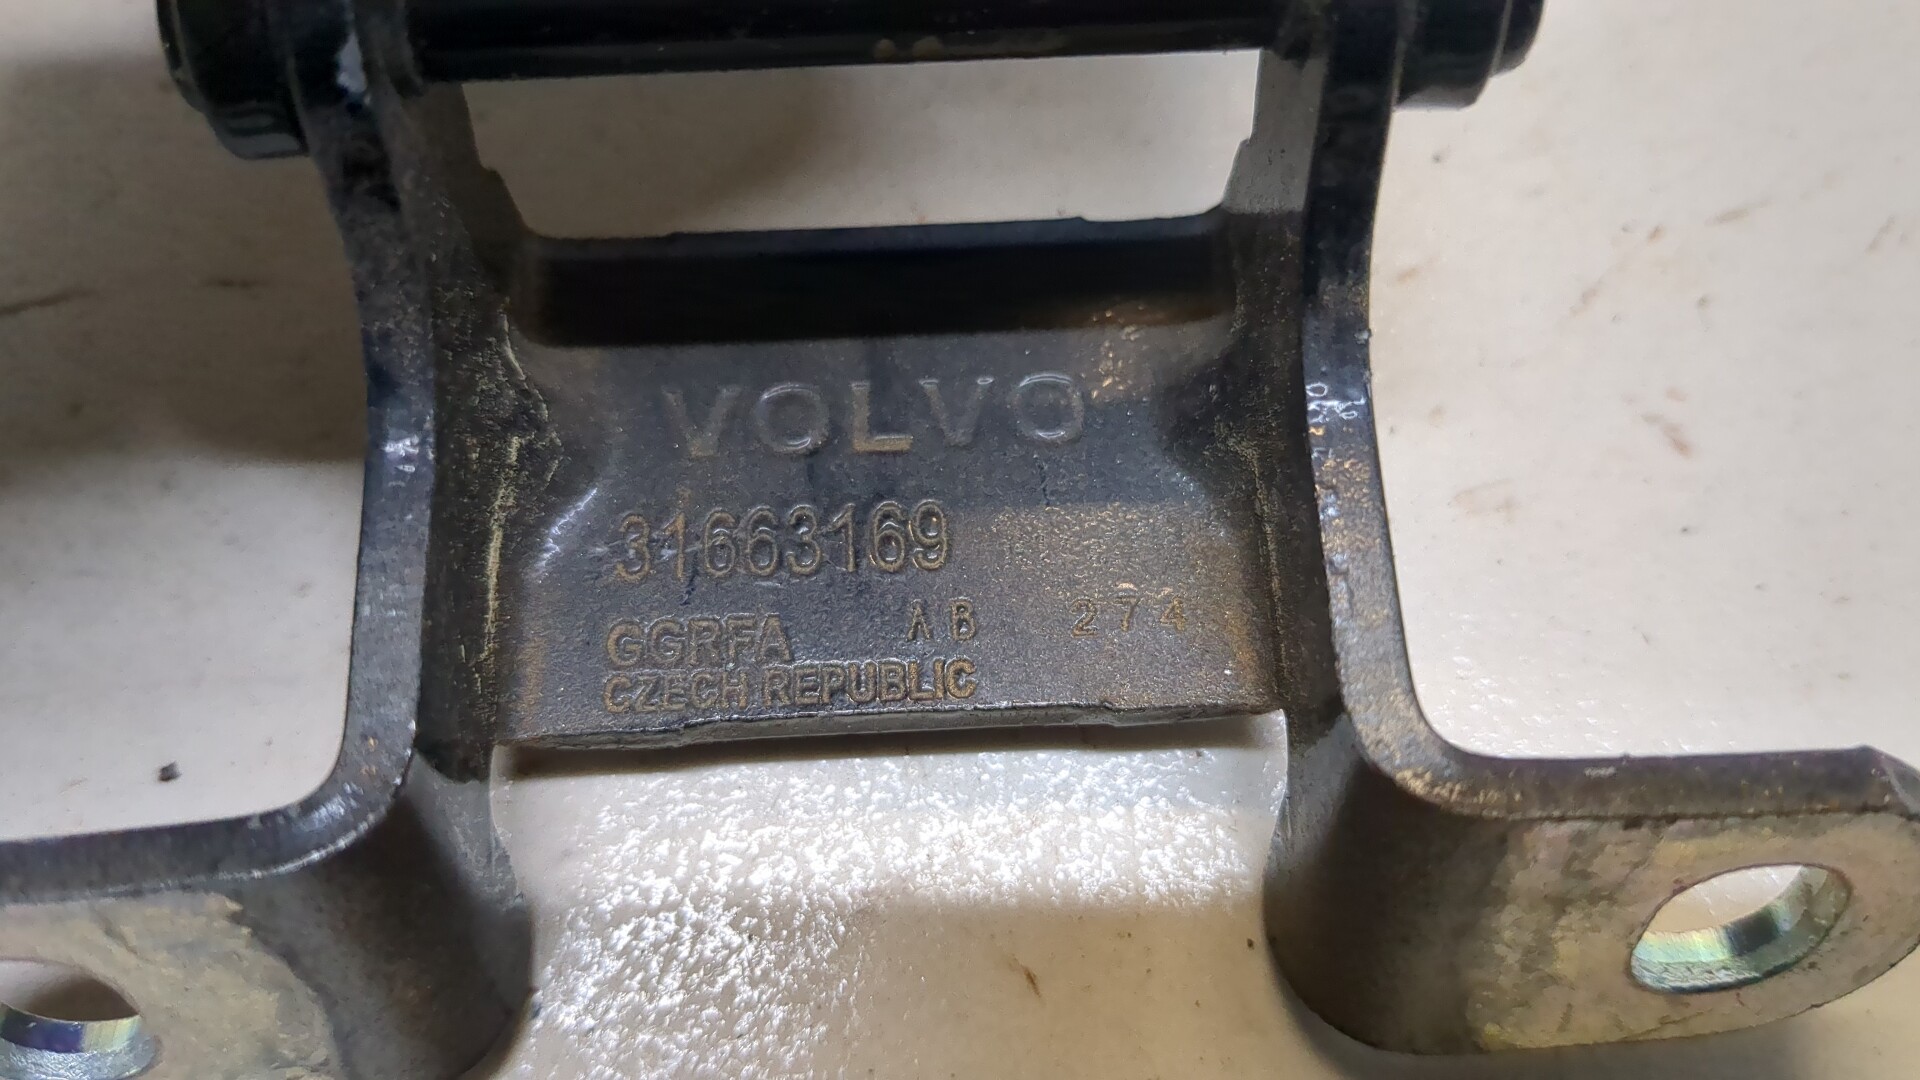 VOLVO
31663169
GGRFA AB 274
CZECH REPUBLIC